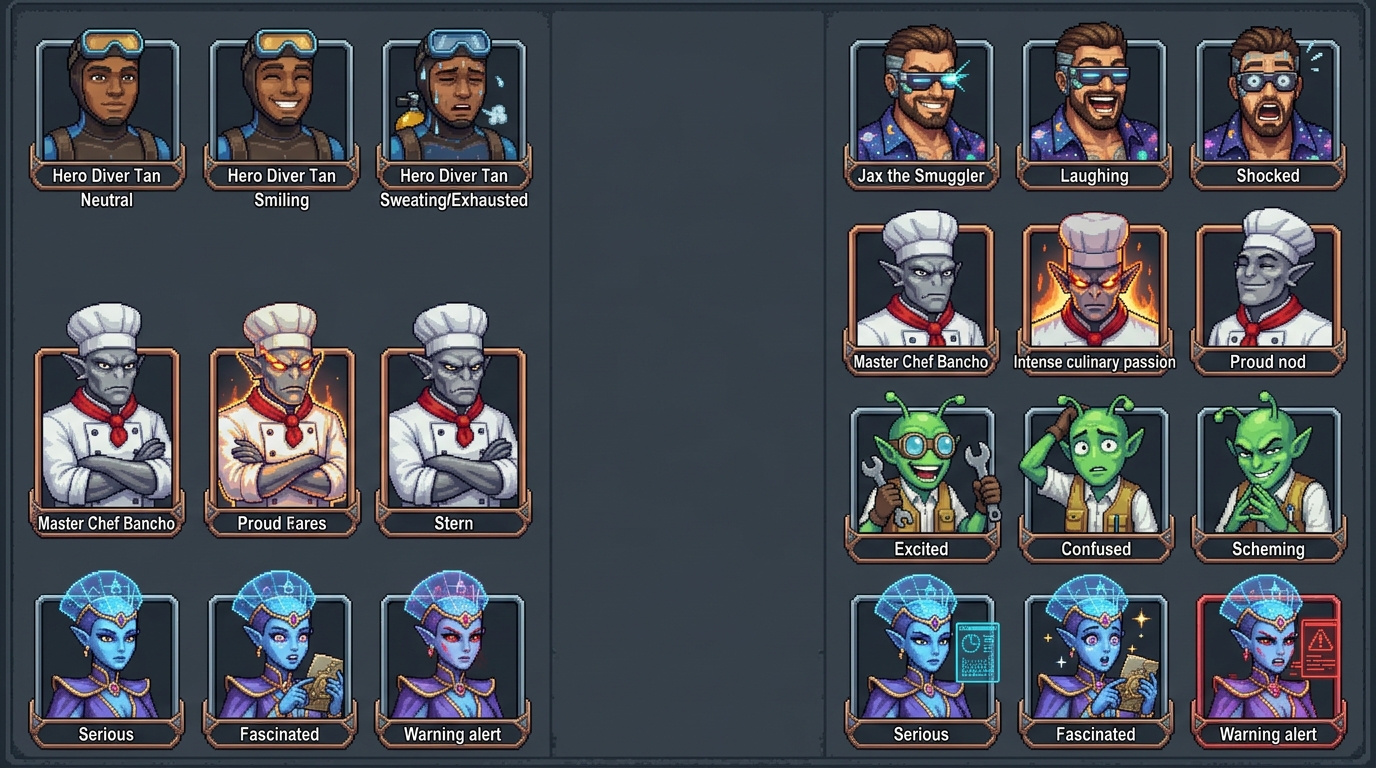 Hero Diver Tan
Neutral
Hero Diver Tan
Smiling
Hero Diver Tan
Sweating/Exhausted
Master Chef Bancho
Proud Eares
Stern
Serious
Fascinated
Warning alert
Jax the Smuggler
Laughing
Shocked
Master Chef Bancho
Intense culinary passion
Proud nod
Excited
Confused
Scheming
Serious
Fascinated
Warning alert